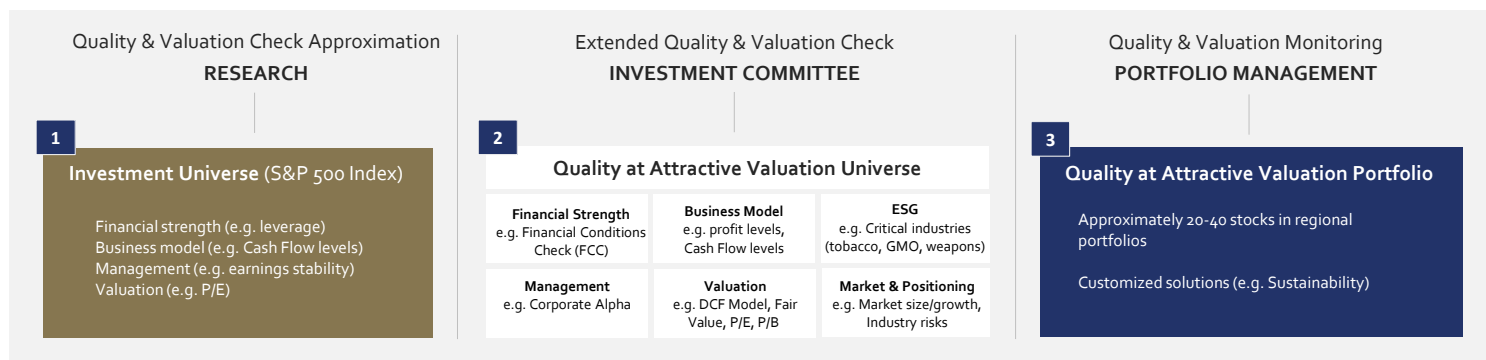 Quality & Valuation Check Approximation
RESEARCH
1
Investment Universe (S&P 500 Index)
Financial strength (e.g. leverage)
Business model (e.g. Cash Flow levels)
Management (e.g. earnings stability)
Valuation (e.g. P/E)
Extended Quality & Valuation Check
INVESTMENT COMMITTEE
2
Quality at Attractive Valuation Universe
Financial Strength
e.g. Financial Conditions
Check (FCC)
Business Model
e.g. profit levels,
Cash Flow levels
ESG
e.g. Critical industries
(tobacco, GMO, weapons)
Management
e.g. Corporate Alpha
Valuation
e.g. DCF Model, Fair
Value, P/E, P/B
Market & Positioning
e.g. Market size/growth,
Industry risks
Quality & Valuation Monitoring
PORTFOLIO MANAGEMENT
3
Quality at Attractive Valuation Portfolio
Approximately 20-40 stocks in regional
portfolios
Customized solutions (e.g. Sustainability)